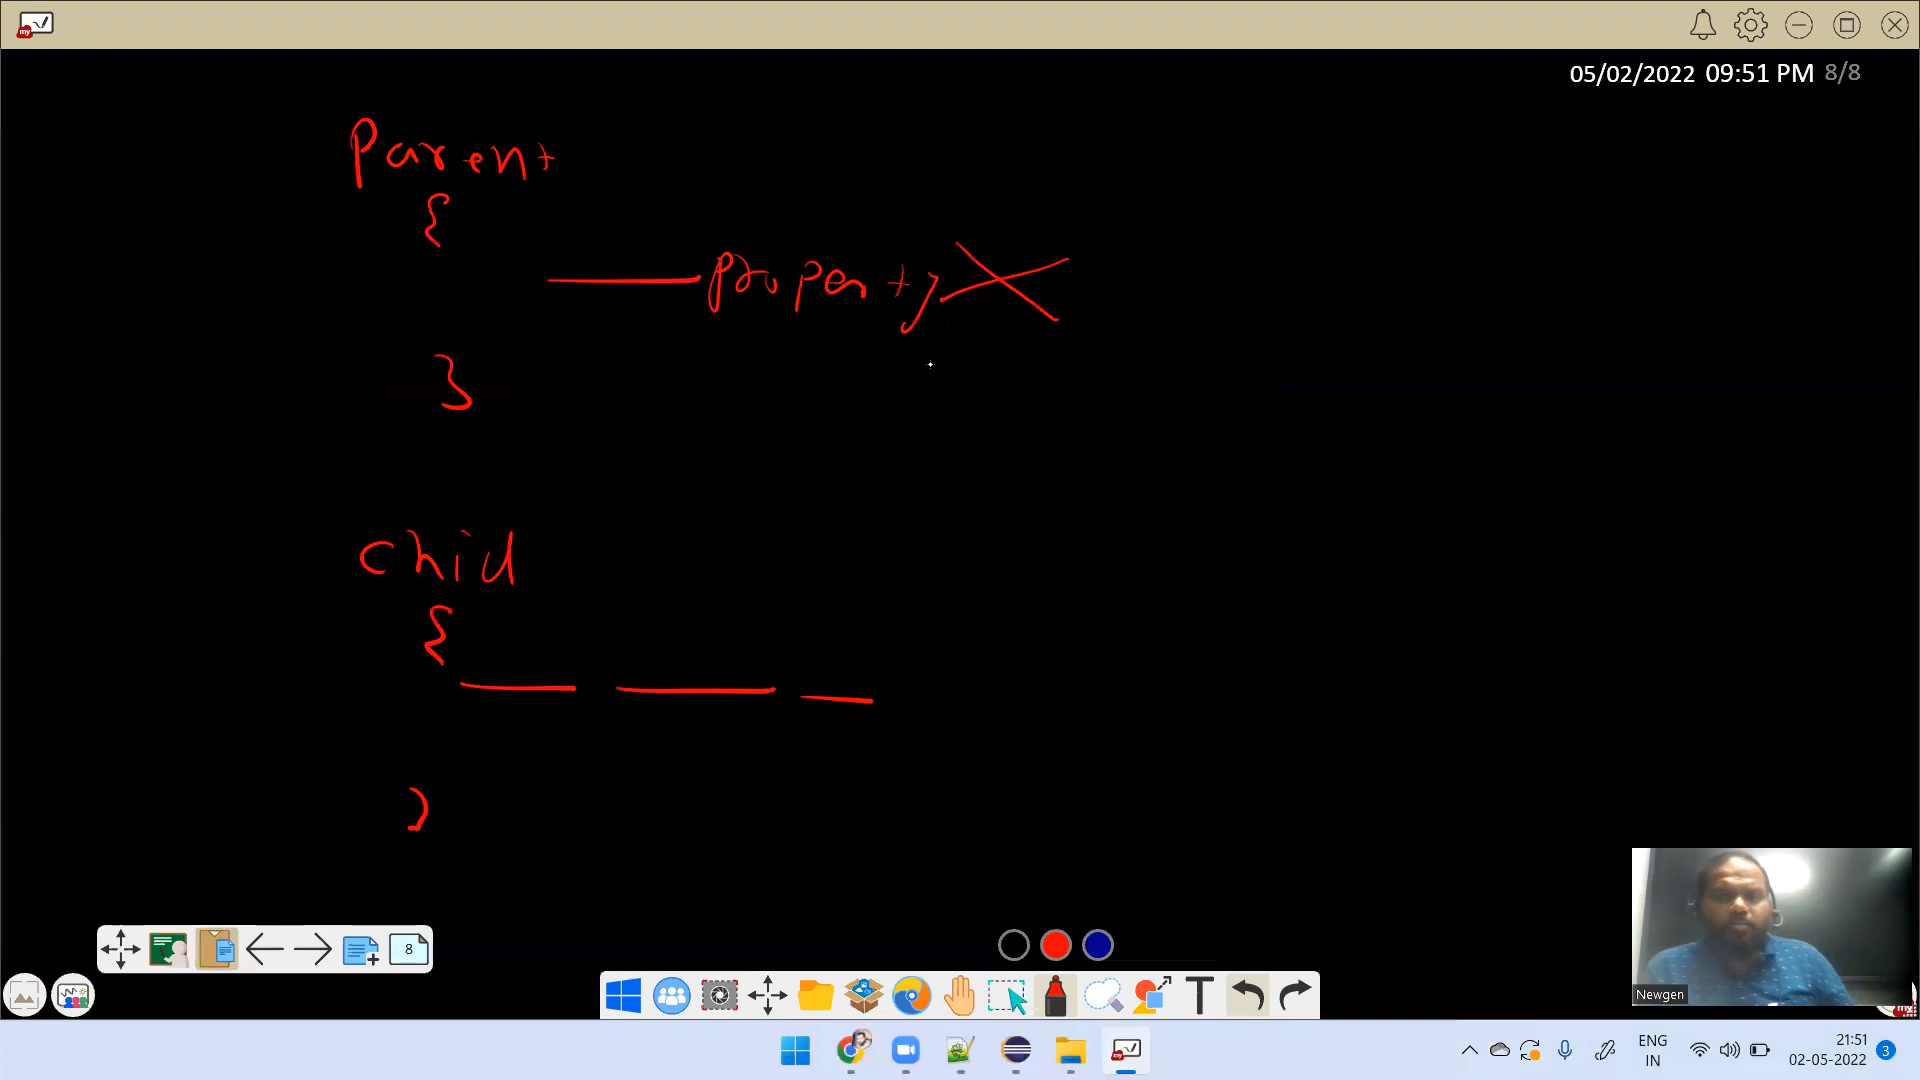 05/02/2022 09:51 PM 8/8
Parent
{
property
}
Chid
{
}
8
T
Newgen
ENG
IN
21:51
02-05-2022
3